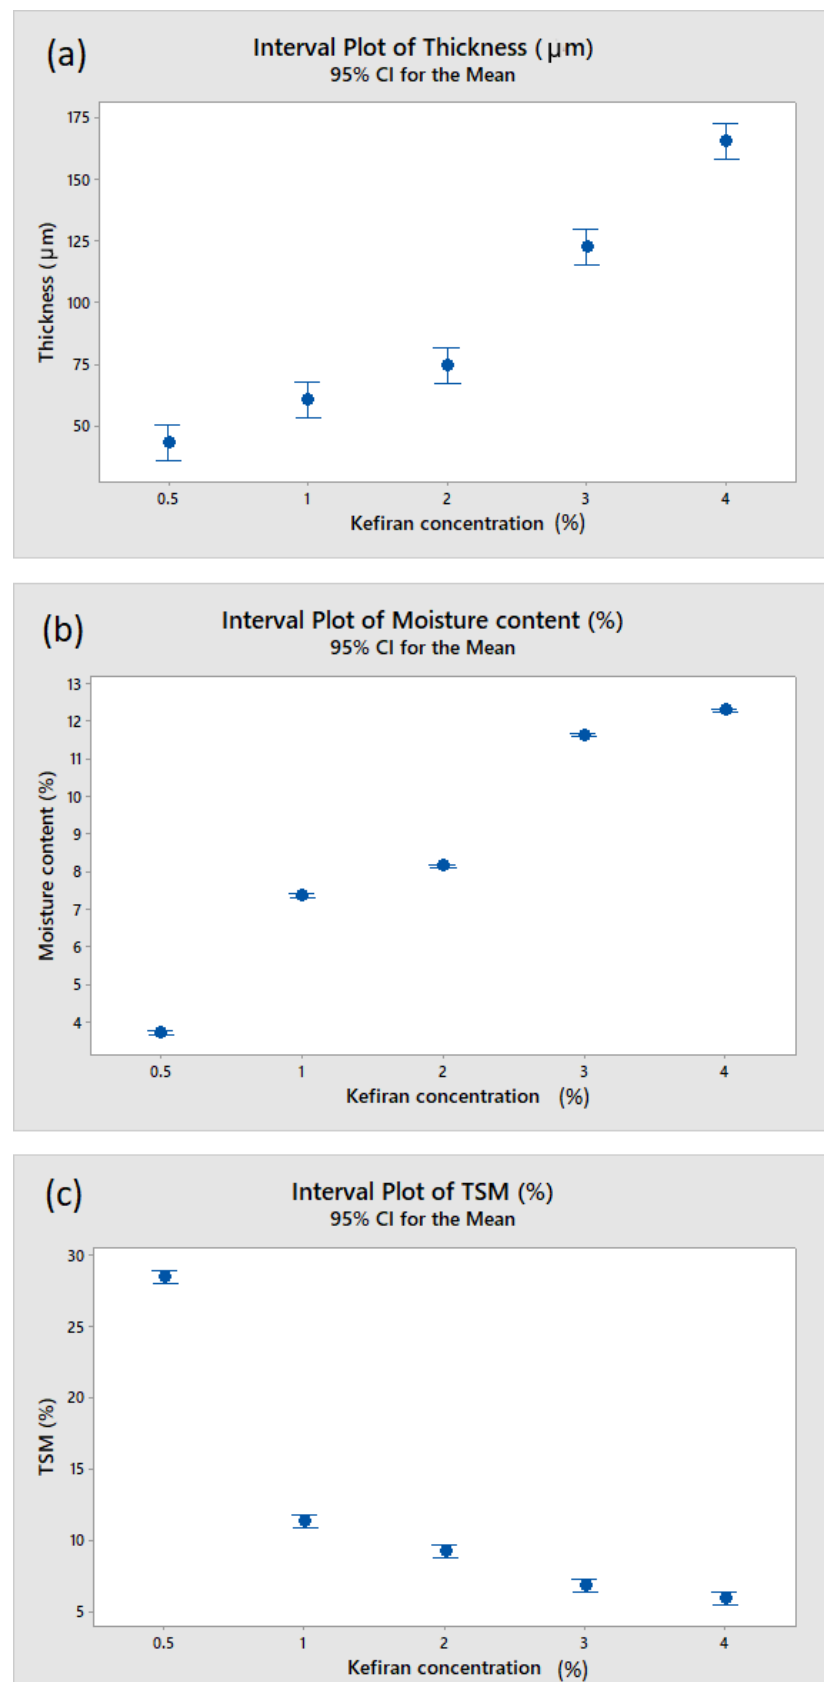 (a)
Interval Plot of Thickness (μm)
95% CI for the Mean
175
150
125
100
75
50
Thickness (μm)
0.5 1 2 3 4
Kefiran concentration (%)
(b)
Interval Plot of Moisture content (%)
95% CI for the Mean
13
12
11
10
9
8
7
6
5
4
Moisture content (%)
0.5 1 2 3 4
Kefiran concentration (%)
(c)
Interval Plot of TSM (%)
95% CI for the Mean
30
25
20
15
10
5
TSM (%)
0.5 1 2 3 4
Kefiran concentration (%)